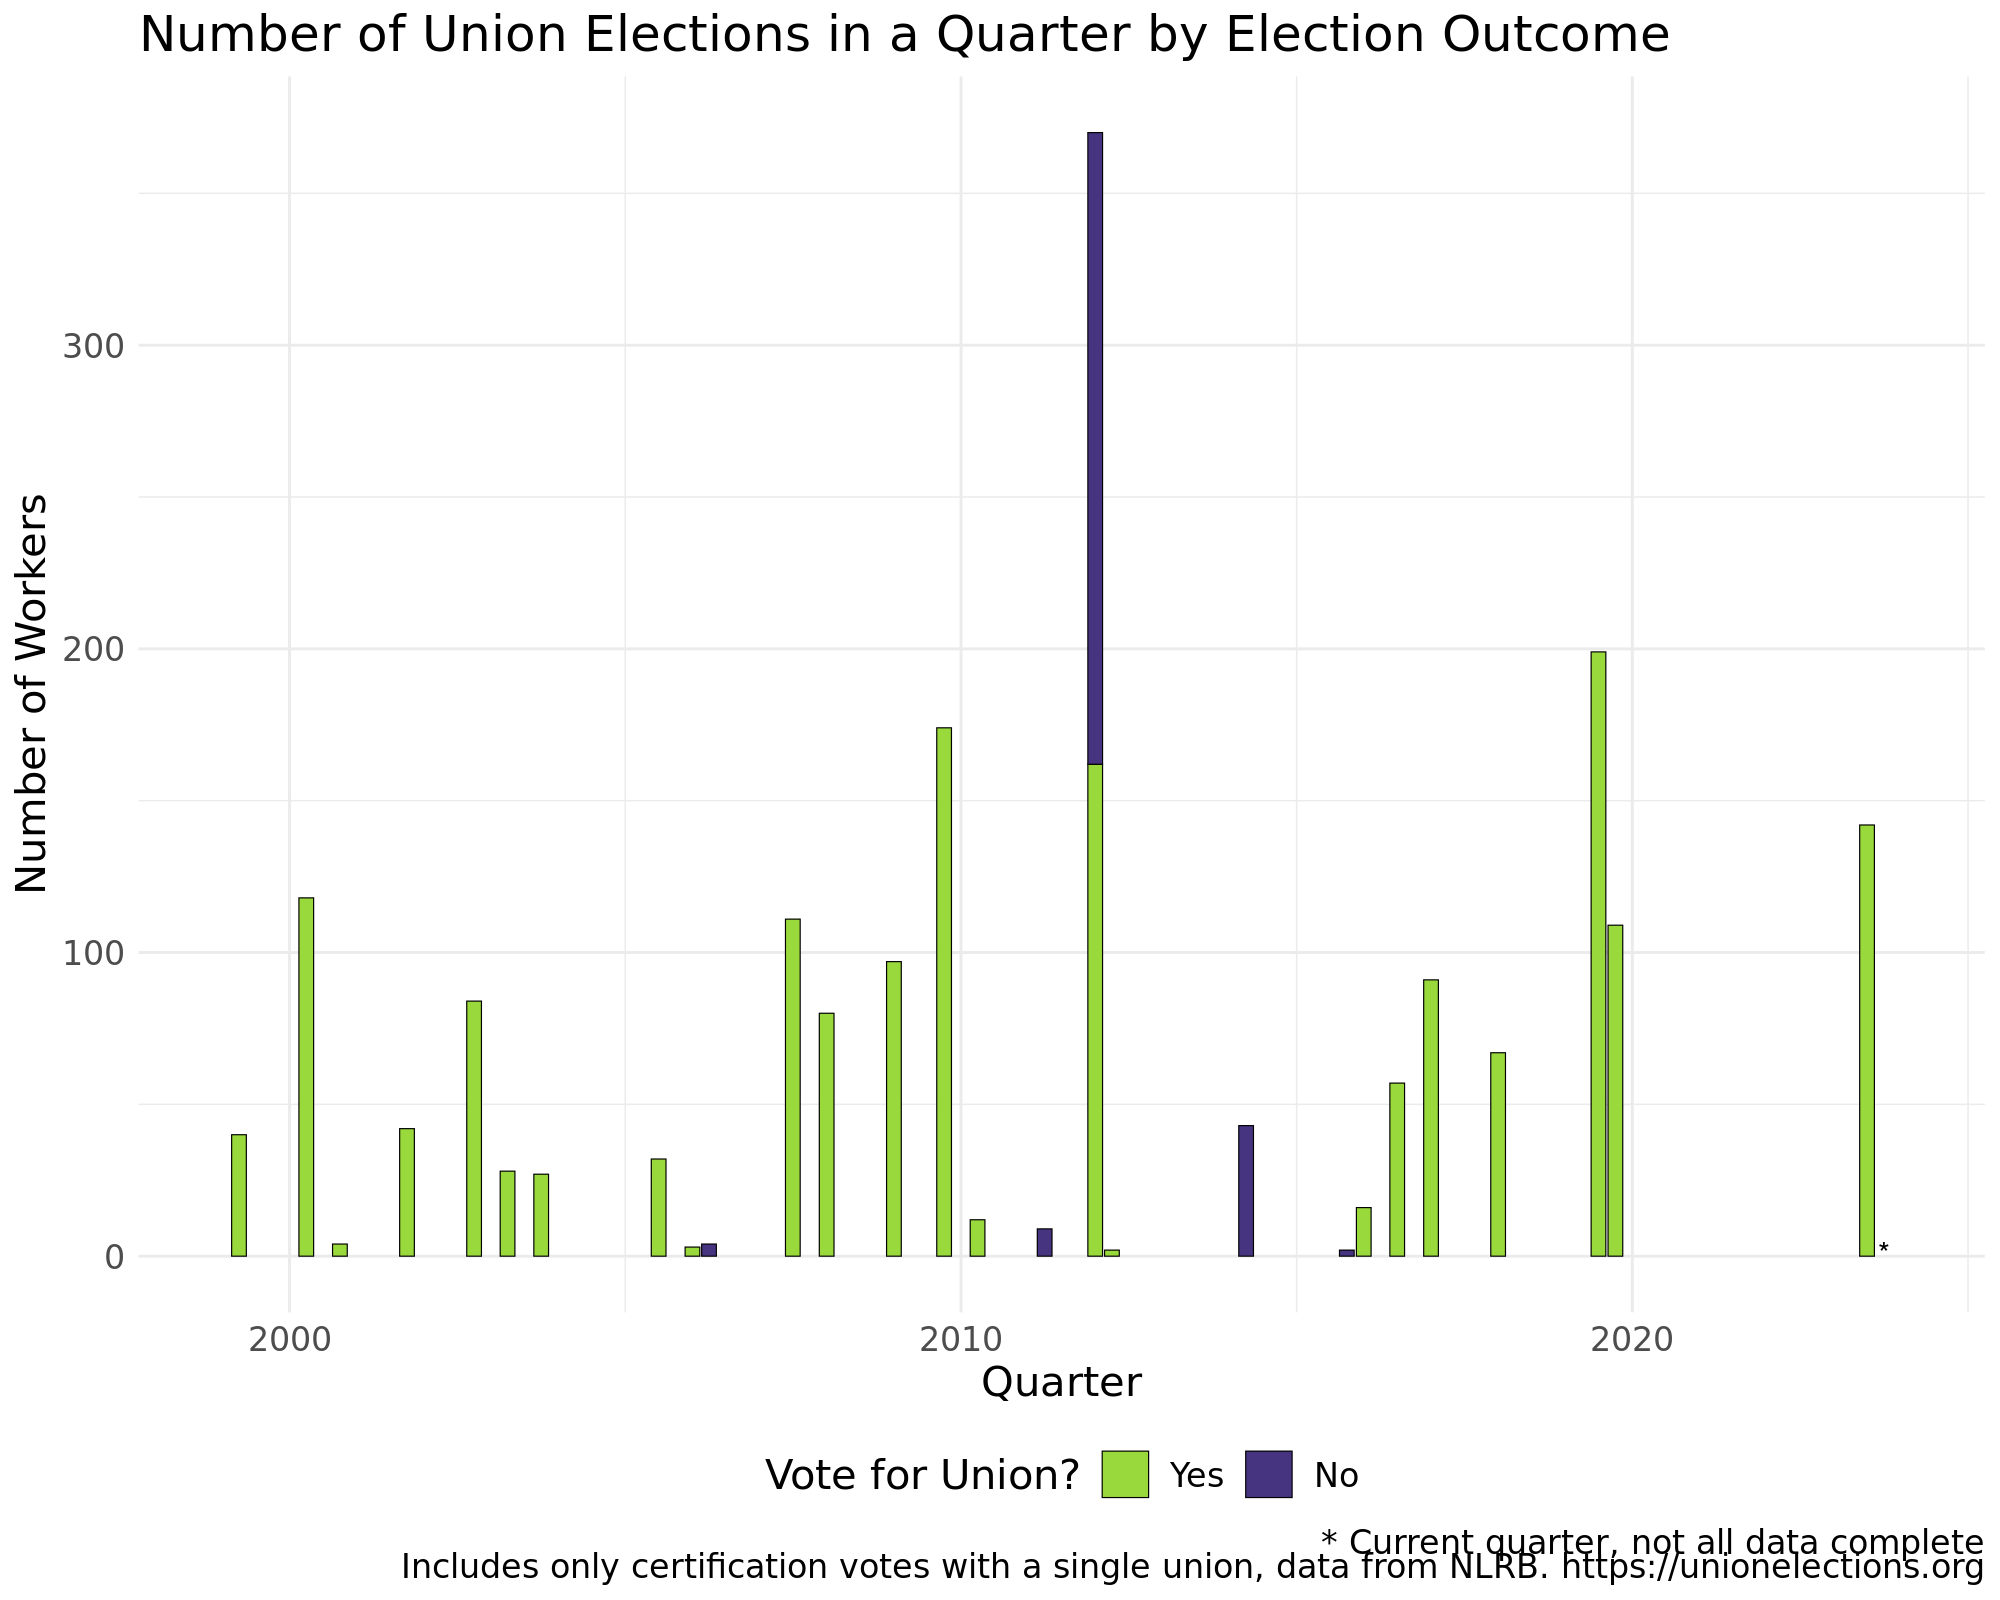 Number of Union Elections in a Quarter by Election Outcome
Number of Workers
300
200
100
0
*
2000 2010 2020
Quarter
Vote for Union? Yes No
* Current quarter, not all data complete
Includes only certification votes with a single union, data from NLRB. https://unionelections.org